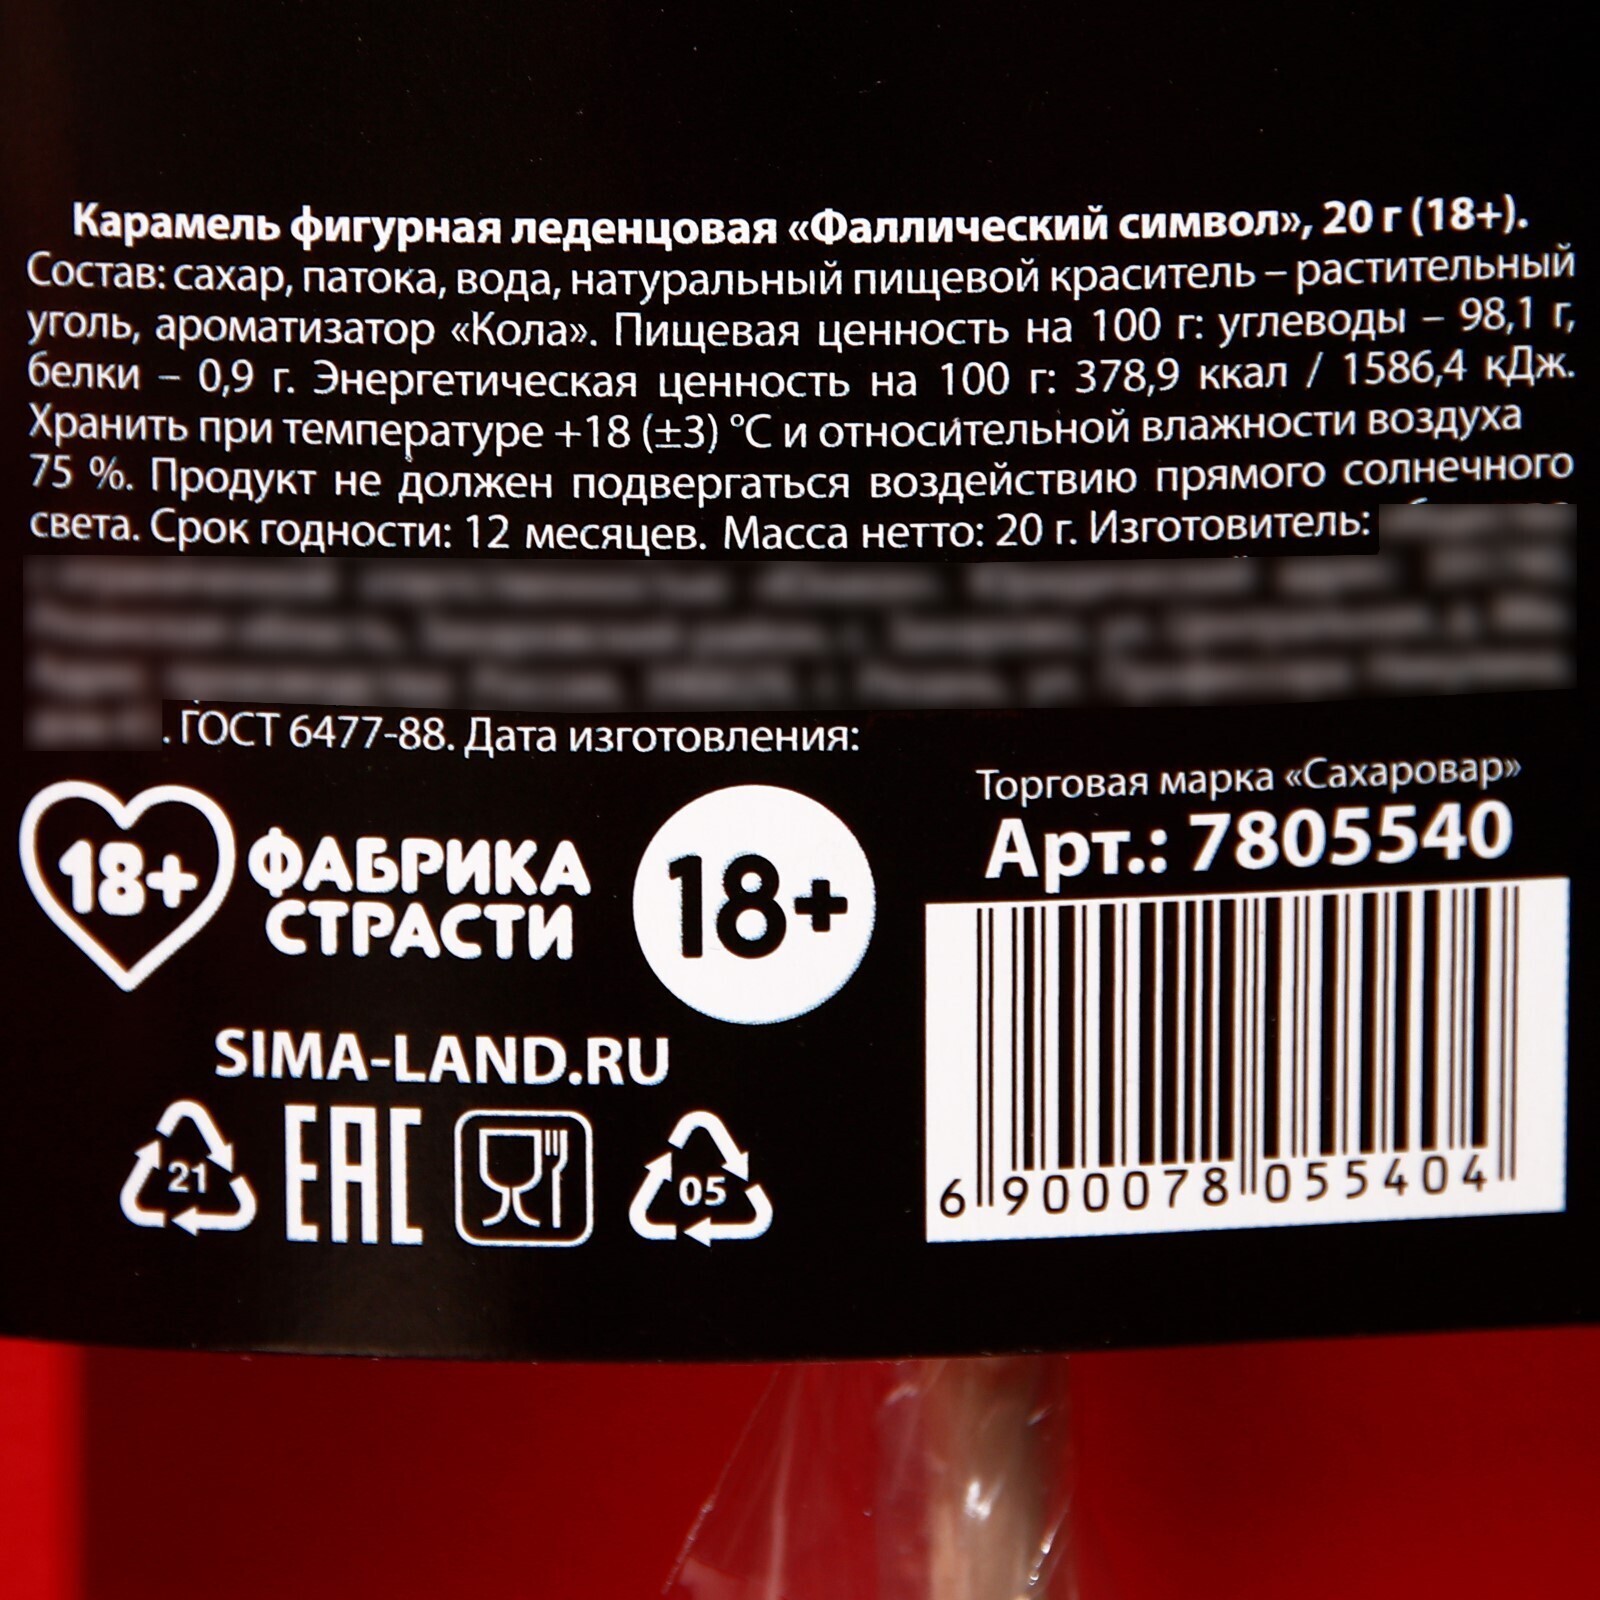 Карамель фигурная леденцовая «Фаллический символ», 20 г (18+).
Состав: сахар, патока, вода, натуральный пищевой краситель – растительный
уголь, ароматизатор «Кола». Пищевая ценность на 100 г: углеводы – 98,1 г,
белки – 0,9 г. Энергетическая ценность на 100 г: 378,9 ккал / 1586,4 кДж.
Хранить при температуре +18 (±3) °С и относительной влажности воздуха
75 %. Продукт не должен подвергаться воздействию прямого солнечного
света. Срок годности: 12 месяцев. Масса нетто: 20 г. Изготовитель:
. ГОСТ 6477-88. Дата изготовления:
Торговая марка «Сахаровар»
Арт.: 7805540
18+
ФАБРИКА
СТРАСТИ
18+
SIMA-LAND.RU
21
EAC
05
6 900078 055404